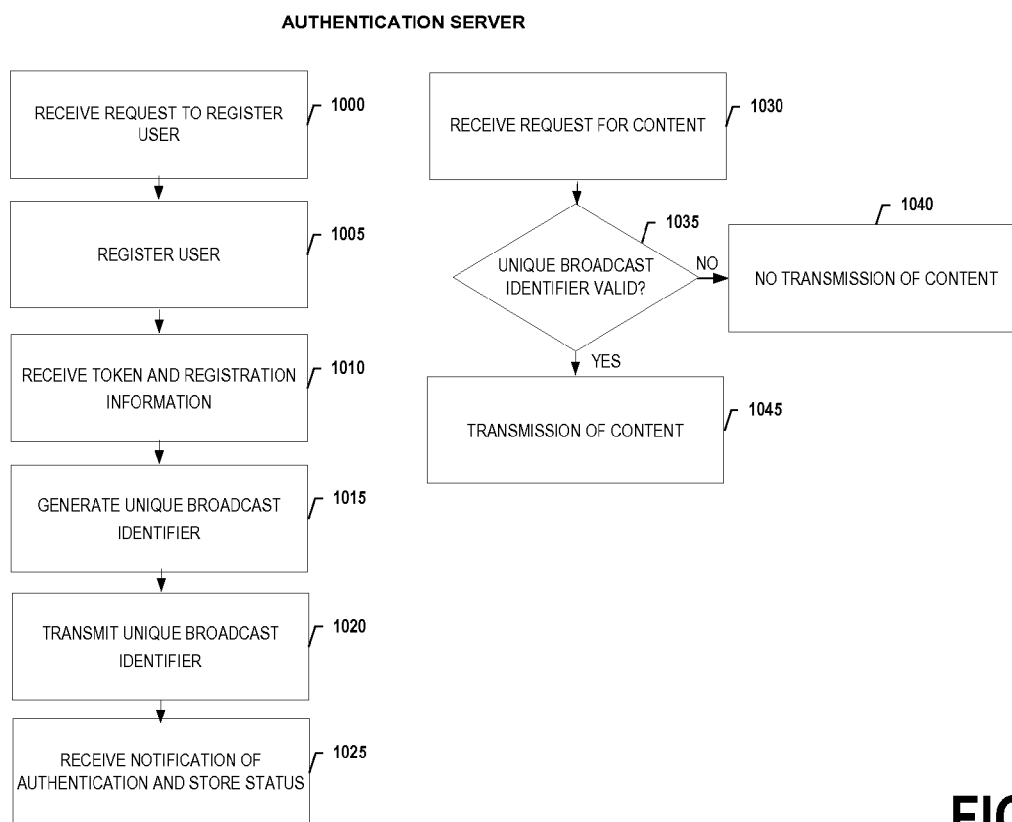 AUTHENTICATION SERVER
RECEIVE REQUEST TO REGISTER
USER
1000
REGISTER USER
1005
RECEIVE TOKEN AND REGISTRATION
INFORMATION
1010
GENERATE UNIQUE BROADCAST
IDENTIFIER
1015
TRANSMIT UNIQUE BROADCAST
IDENTIFIER
1020
RECEIVE NOTIFICATION OF
AUTHENTICATION AND STORE STATUS
1025
RECEIVE REQUEST FOR CONTENT
1030
UNIQUE BROADCAST
IDENTIFIER VALID?
1035
NO
NO TRANSMISSION OF CONTENT
1040
YES
TRANSMISSION OF CONTENT
1045